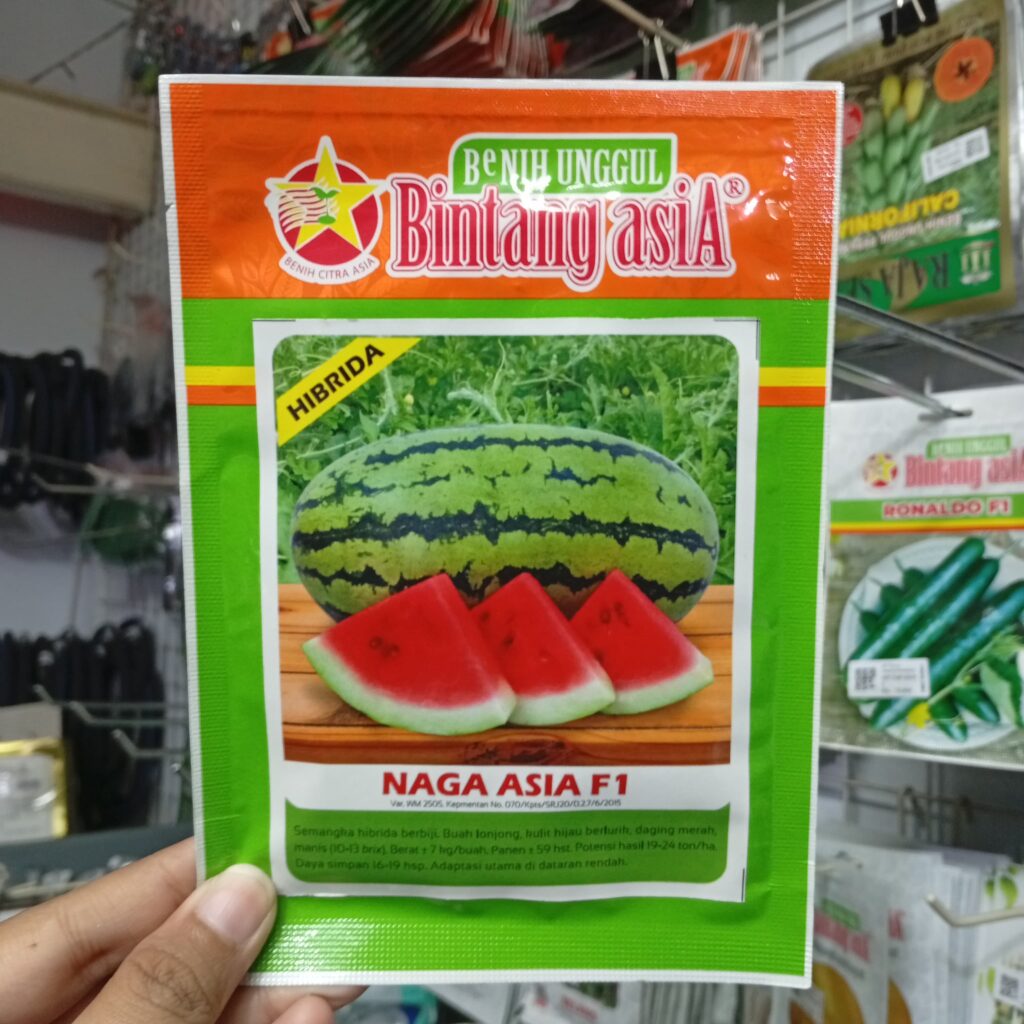 BeNIH UNGGUL
Bintang asiA®
BENIH CITRA ASIA
HIBRIDA
NAGA ASIA F1
Var. WM 2505. Kepmentan No. 070/Kpts/SR.120/D.2.7/6/2015
Semangka hibrida berbiji. Buah lonjong, kulit hijau berlurik, daging merah,
manis (10-13 brix). Berat ± 7 kg/buah. Panen ± 59 hst. Potensi hasil 19-24 ton/ha.
Daya simpan 16-19 hsp. Adaptasi utama di dataran rendah.
CALIFORNIA
BENIH UNGGUL
Bintang asiA
RONALDO F1